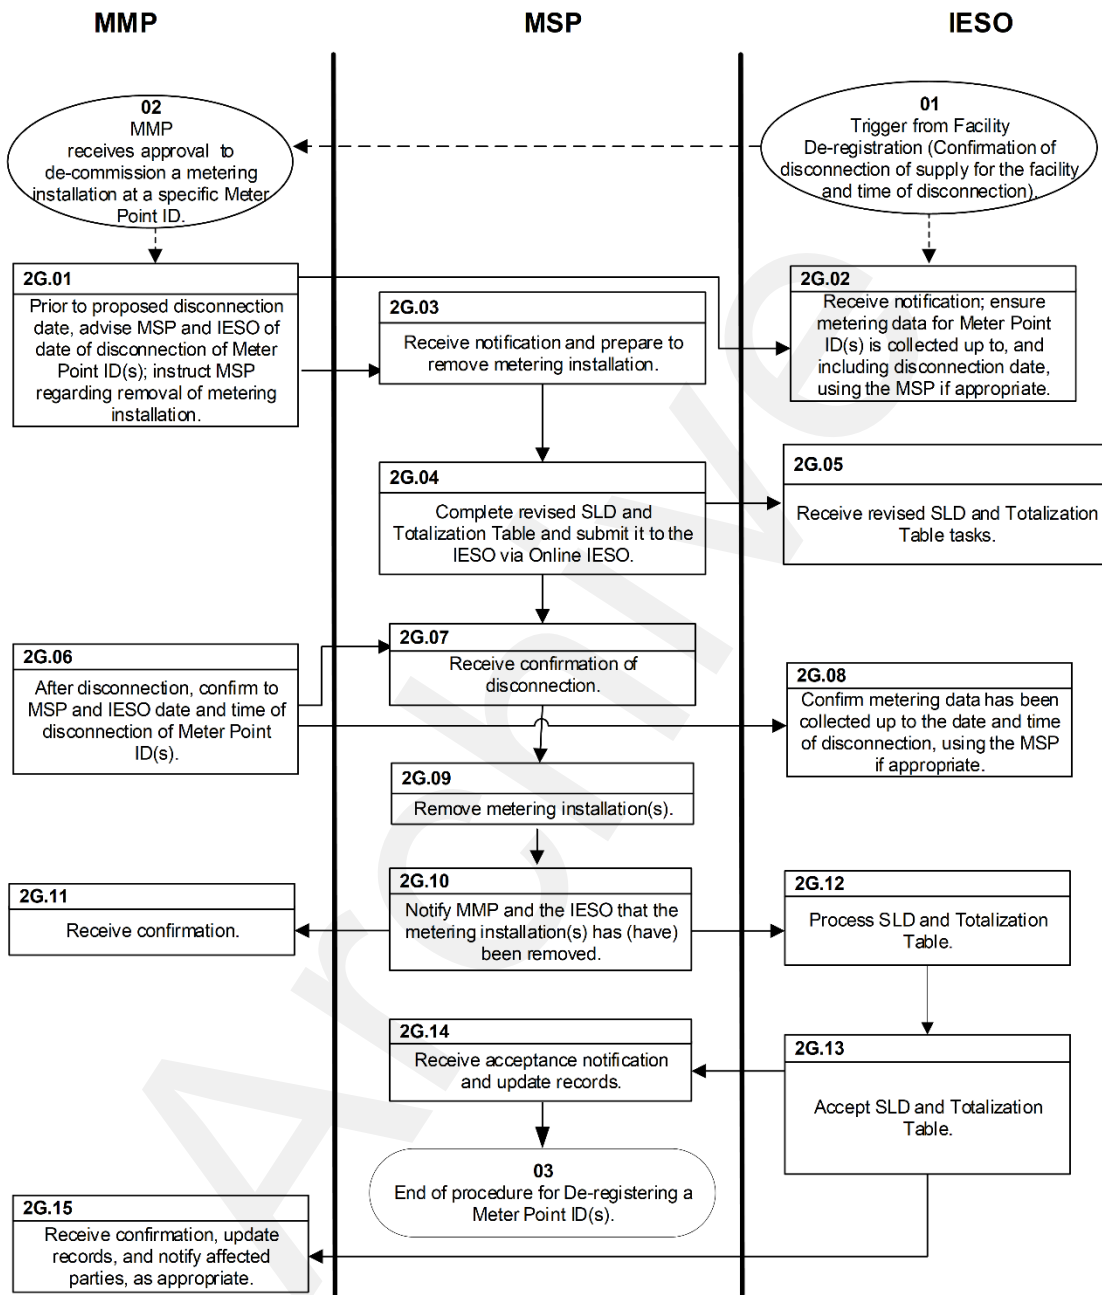 MMP
MSP
IESO
02
MMP
receives approval to
de-commission a metering
installation at a specific Meter
Point ID.
01
Trigger from Facility
De-registration (Confirmation of
disconnection of supply for the facility
and time of disconnection).
2G.01
Prior to proposed disconnection
date, advise MSP and IESO of
date of disconnection of Meter
Point ID(s); instruct MSP
regarding removal of metering
installation.
2G.02
Receive notification; ensure
metering data for Meter Point
ID(s) is collected up to, and
including disconnection date,
using the MSP if appropriate.
2G.03
Receive notification and prepare to
remove metering installation.
2G.04
Complete revised SLD and
Totalization Table and submit it to the
IESO via Online IESO.
2G.05
Receive revised SLD and Totalization
Table tasks.
2G.06
After disconnection, confirm to
MSP and IESO date and time of
disconnection of Meter Point
ID(s).
2G.07
Receive confirmation of
disconnection.
2G.08
Confirm metering data has been
collected up to the date and time
of disconnection, using the MSP
if appropriate.
2G.09
Remove metering installation(s).
2G.10
Notify MMP and the IESO that the
metering installation(s) has (have)
been removed.
2G.11
Receive confirmation.
2G.12
Process SLD and Totalization
Table.
2G.13
Accept SLD and Totalization
Table.
2G.14
Receive acceptance notification
and update records.
03
End of procedure for De-registering a
Meter Point ID(s).
2G.15
Receive confirmation, update
records, and notify affected
parties, as appropriate.
Archive